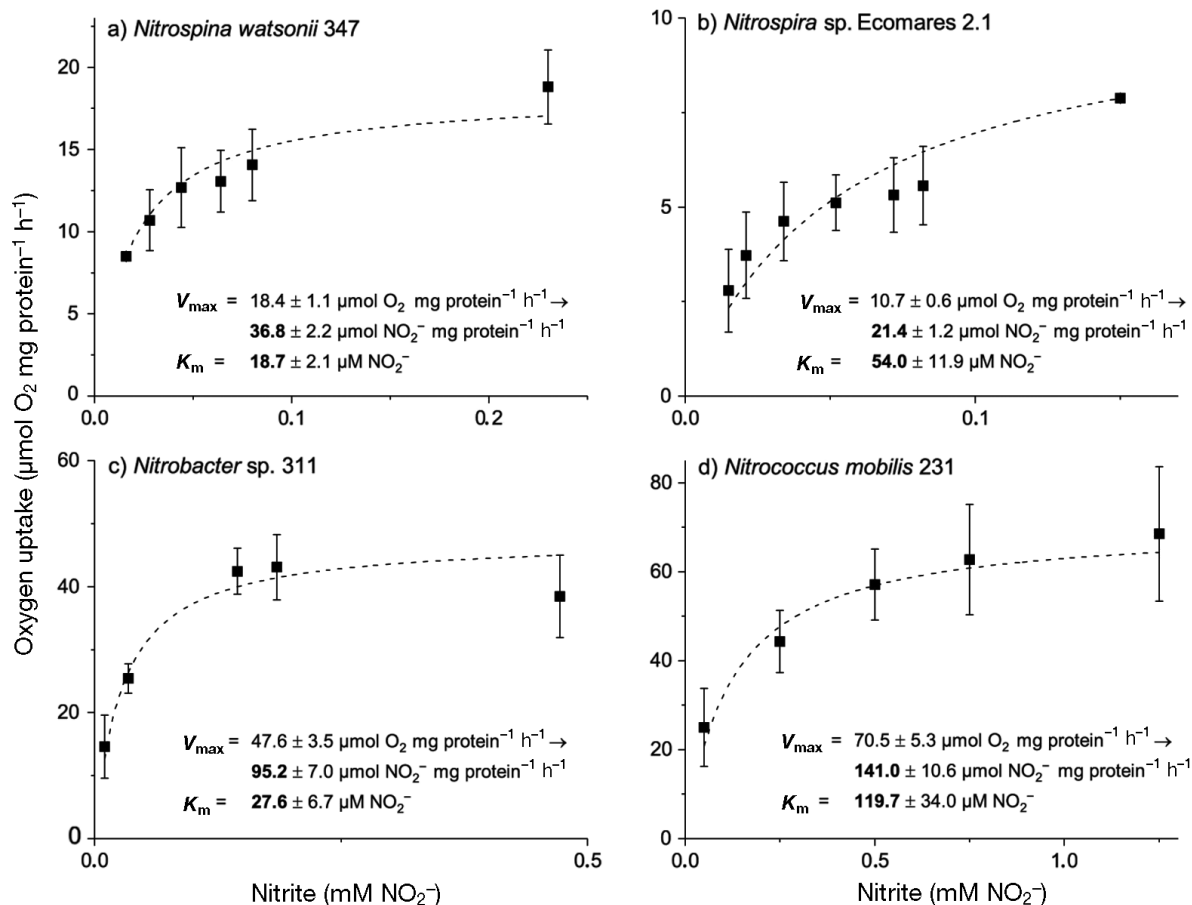 Oxygen uptake (µmol O₂ mg protein⁻¹ h⁻¹)
a) Nitrospina watsonii 347
20
15
10
5
0
0.0
0.1
0.2
Vmax = 18.4 ± 1.1 µmol O₂ mg protein⁻¹ h⁻¹ →
36.8 ± 2.2 µmol NO₂⁻ mg protein⁻¹ h⁻¹
Km = 18.7 ± 2.1 µM NO₂⁻
b) Nitrospira sp. Ecomares 2.1
10
5
0
0.0
0.1
Vmax = 10.7 ± 0.6 µmol O₂ mg protein⁻¹ h⁻¹ →
21.4 ± 1.2 µmol NO₂⁻ mg protein⁻¹ h⁻¹
Km = 54.0 ± 11.9 µM NO₂⁻
c) Nitrobacter sp. 311
60
40
20
0
0.0
0.5
Vmax = 47.6 ± 3.5 µmol O₂ mg protein⁻¹ h⁻¹ →
95.2 ± 7.0 µmol NO₂⁻ mg protein⁻¹ h⁻¹
Km = 27.6 ± 6.7 µM NO₂⁻
Nitrite (mM NO₂⁻)
d) Nitrococcus mobilis 231
80
60
40
20
0
0.0
0.5
1.0
Vmax = 70.5 ± 5.3 µmol O₂ mg protein⁻¹ h⁻¹ →
141.0 ± 10.6 µmol NO₂⁻ mg protein⁻¹ h⁻¹
Km = 119.7 ± 34.0 µM NO₂⁻
Nitrite (mM NO₂⁻)